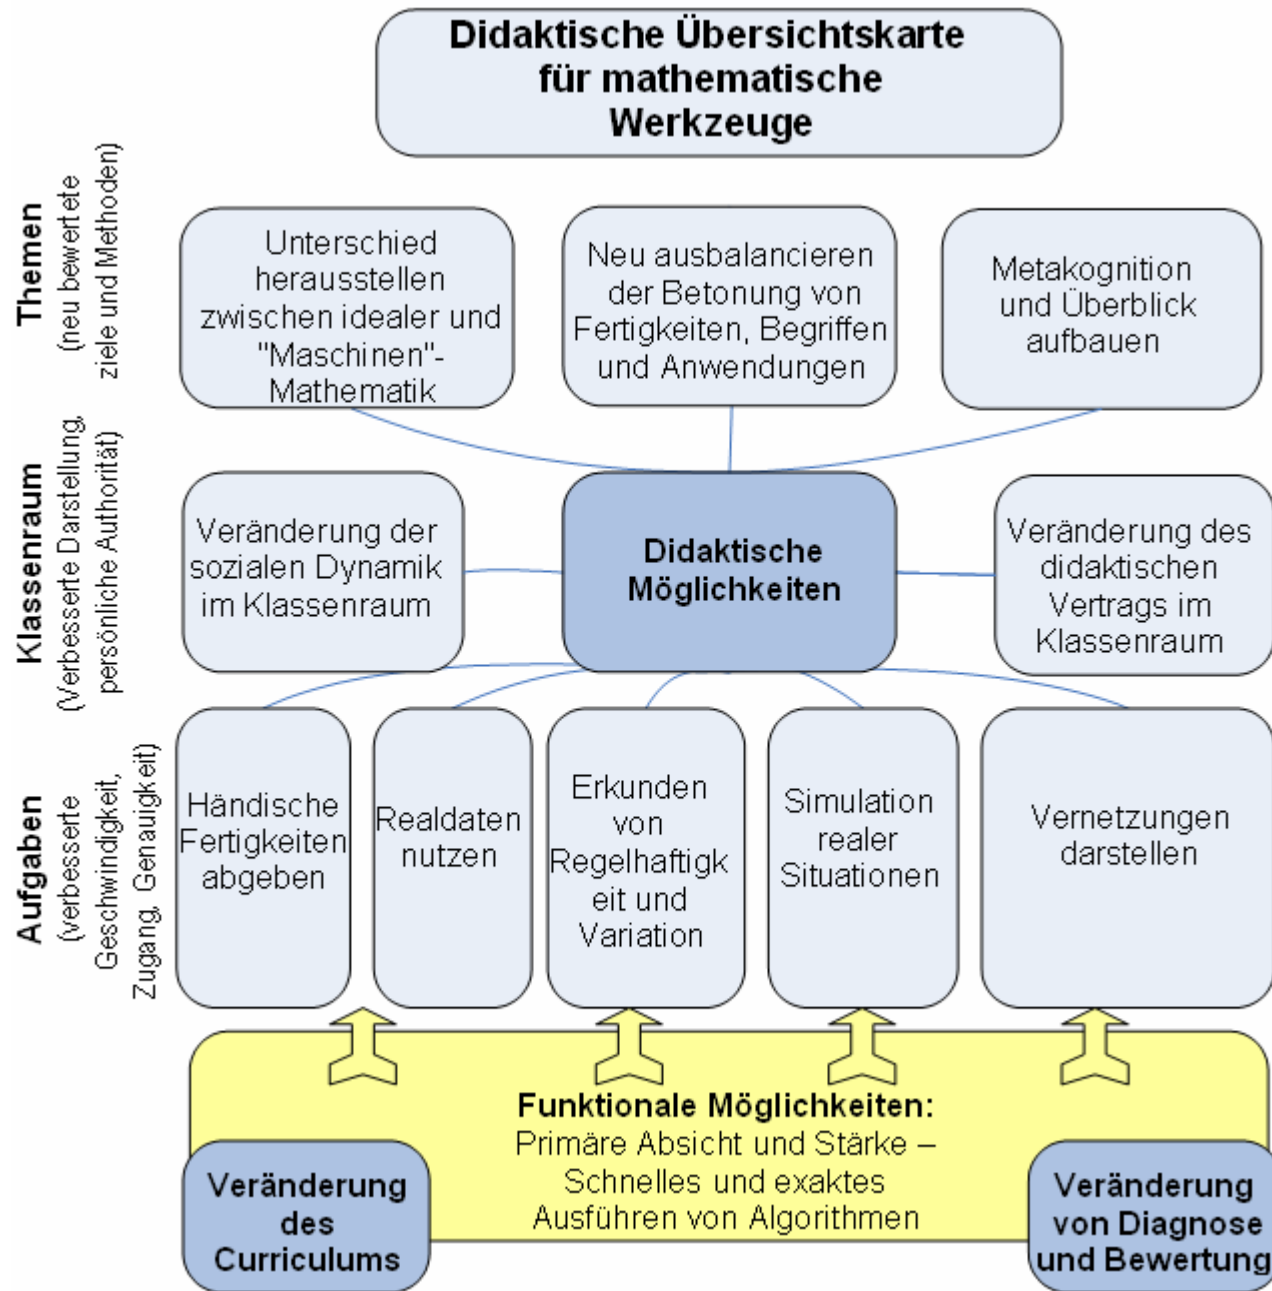 Didaktische Übersichtskarte
für mathematische
Werkzeuge
Themen
(neu bewertete
ziele und Methoden)
Unterschied
herausstellen
zwischen idealer und
"Maschinen"-
Mathematik
Neu ausbalancieren
der Betonung von
Fertigkeiten, Begriffen
und Anwendungen
Metakognition
und Überblick
aufbauen
Klassenraum
(Verbesserte Darstellung,
persönliche Authorität)
Veränderung der
sozialen Dynamik
im Klassenraum
Didaktische
Möglichkeiten
Veränderung des
didaktischen
Vertrags im
Klassenraum
Aufgaben
(verbesserte
Geschwindigkeit,
Zugang, Genauigkeit)
Händische
Fertigkeiten
abgeben
Realdaten
nutzen
Erkunden
von
Regelhaftigk
eit und
Variation
Simulation
realer
Situationen
Vernetzungen
darstellen
Funktionale Möglichkeiten:
Primäre Absicht und Stärke –
Schnelles und exaktes
Ausführen von Algorithmen
Veränderung
des
Curriculums
Veränderung
von Diagnose
und Bewertung